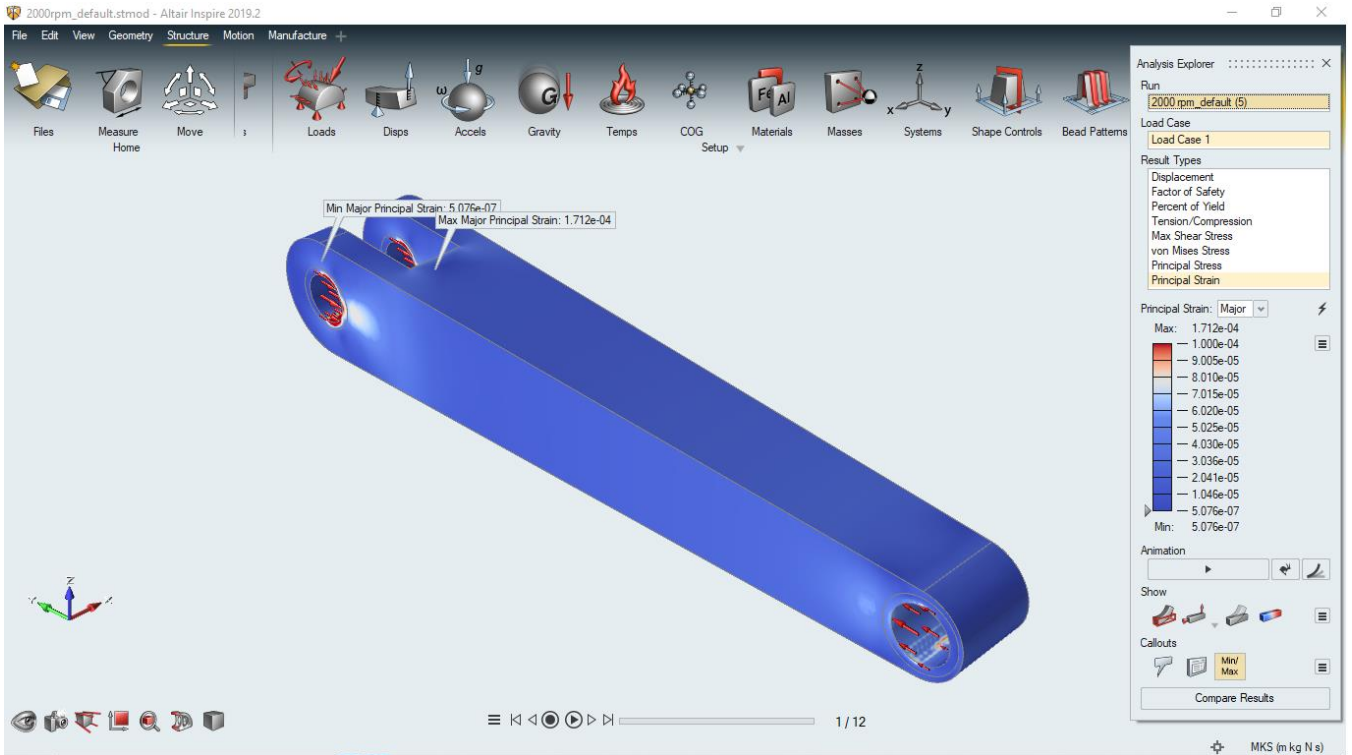 2000rpm_default.stmod - Altair Inspire 2019.2
File Edit View Geometry Structure Motion Manufacture +
Files
Measure
Move
s
Home
Loads
Disps
Accels
Gravity
Temps
COG
Materials
Masses
Systems
Shape Controls
Bead Patterns
Setup
g
ω
G
Fe
Al
z
x
y
Min Major Principal Strain: 5.076e-07
Max Major Principal Strain: 1.712e-04
Z
Y
X
1 / 12
Analysis Explorer
Run
2000 rpm_default (5)
Load Case
Load Case 1
Result Types
Displacement
Factor of Safety
Percent of Yield
Tension/Compression
Max Shear Stress
von Mises Stress
Principal Stress
Principal Strain
Principal Strain: Major
Max: 1.712e-04
1.000e-04
9.005e-05
8.010e-05
7.015e-05
6.020e-05
5.025e-05
4.030e-05
3.036e-05
2.041e-05
1.046e-05
5.076e-07
Min: 5.076e-07
Animation
Show
Callouts
Min/
Max
Compare Results
MKS (m kg N s)